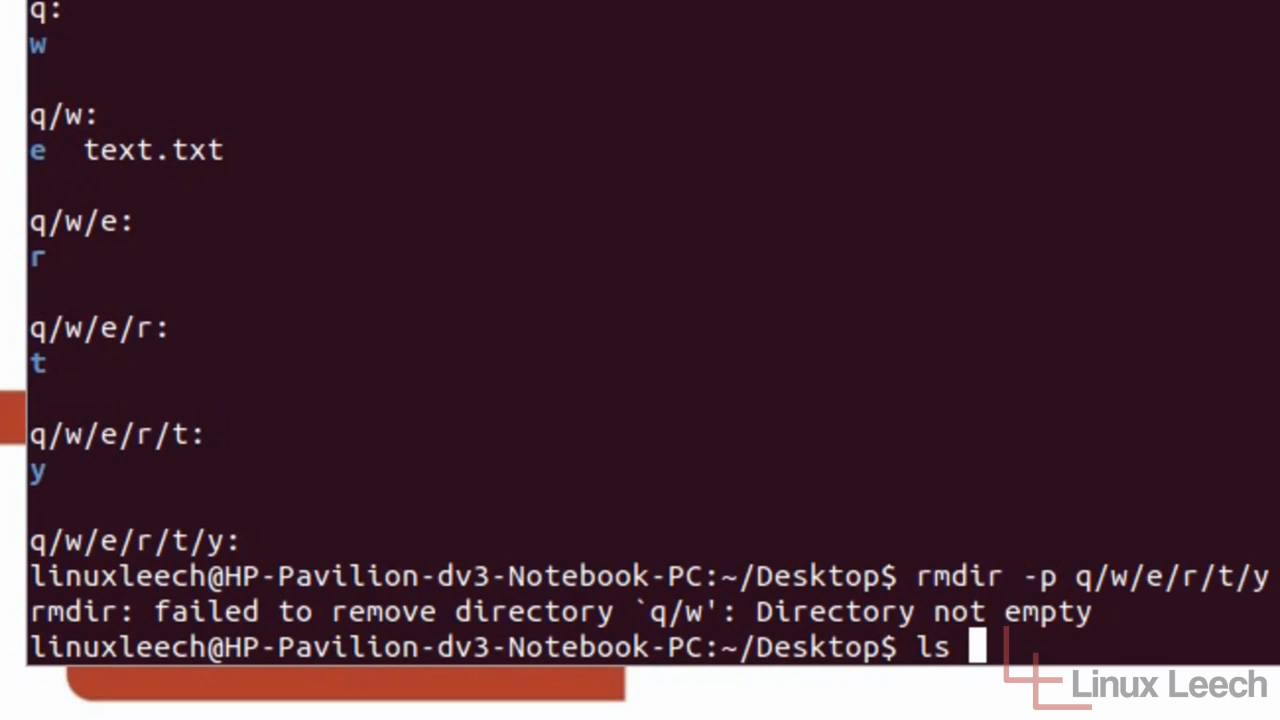 q:
w
q/w:
e text.txt
q/w/e:
r
q/w/e/r:
t
q/w/e/r/t:
y
q/w/e/r/t/y:
linuxleech@HP-Pavilion-dv3-Notebook-PC:~/Desktop$ rmdir -p q/w/e/r/t/y
rmdir: failed to remove directory `q/w': Directory not empty
linuxleech@HP-Pavilion-dv3-Notebook-PC:~/Desktop$ ls
Linux Leech